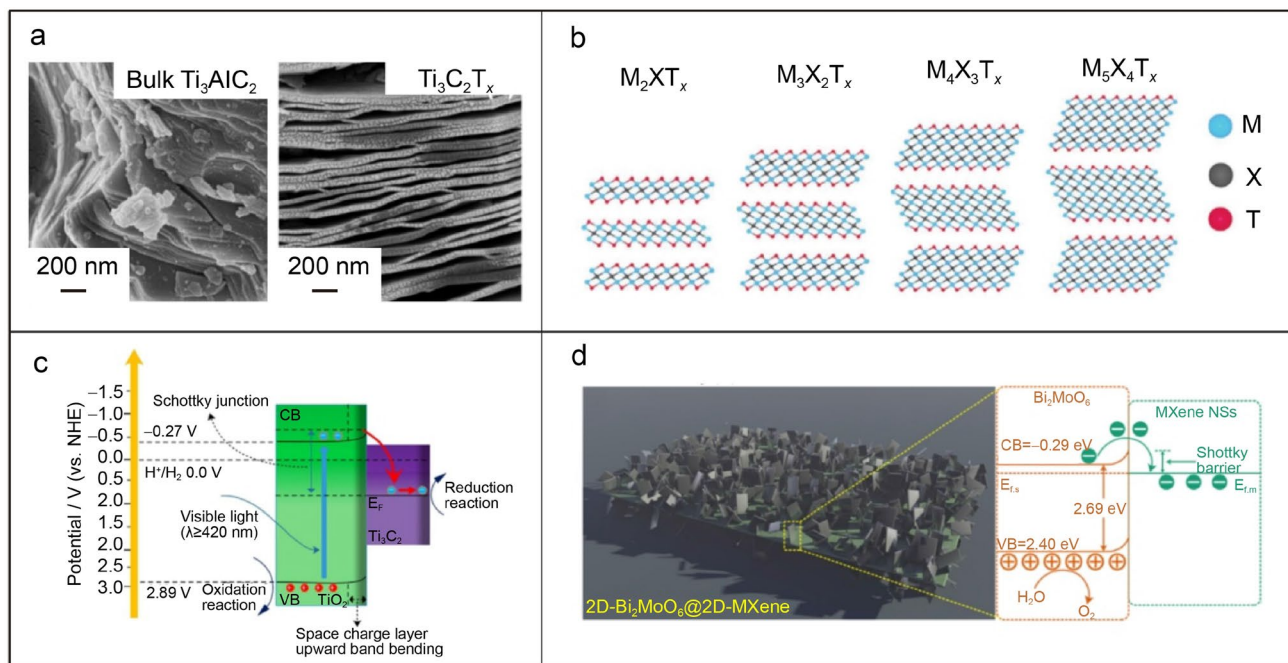 a
Bulk Ti₃AlC₂
Ti₃C₂Tₓ
200 nm
200 nm
b
M₂XTₓ
M₃X₂Tₓ
M₄X₃Tₓ
M₅X₄Tₓ
M
X
T
c
Potential / V (vs. NHE)
−1.5
−1.0
−0.5
0.0
0.5
2.0
1.0
2.0
2.5
3.0
Schottky junction
−0.27 V
H⁺/H₂ 0.0 V
Visible light
(λ≥420 nm)
2.89 V
Oxidation
reaction
CB
VB
TiO₂
E_F
Ti₃C₂
Reduction
reaction
Space charge layer
upward band bending
d
2D-Bi₂MoO₆@2D-MXene
Bi₂MoO₆
CB=−0.29 eV
E_f.s
2.69 eV
VB=2.40 eV
H₂O
O₂
MXene NSs
Shottky
barrier
E_f.m